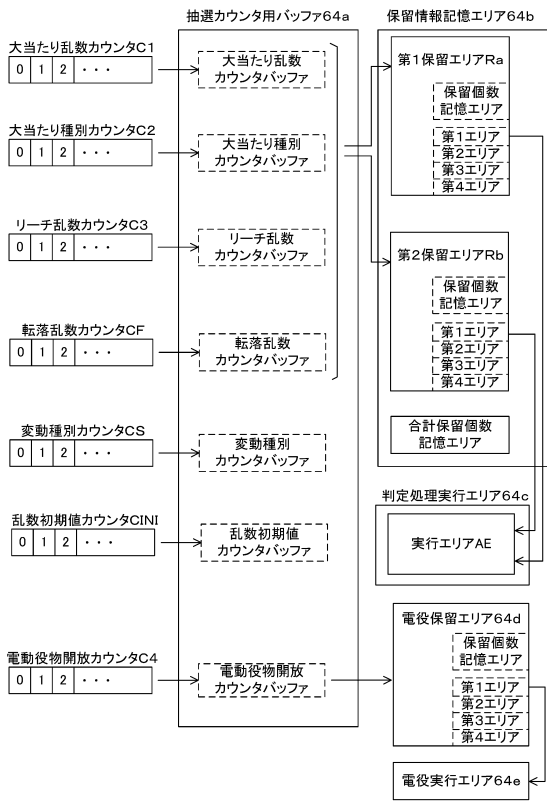 抽選カウンタ用バッファ64a
保留情報記憶エリア64b
大当たり乱数カウンタC1
0 1 2 ・・・
大当たり乱数
カウンタバッファ
大当たり種別カウンタC2
0 1 2 ・・・
大当たり種別
カウンタバッファ
リーチ乱数カウンタC3
0 1 2 ・・・
リーチ乱数
カウンタバッファ
転落乱数カウンタCF
0 1 2 ・・・
転落乱数
カウンタバッファ
変動種別カウンタCS
0 1 2 ・・・
変動種別
カウンタバッファ
乱数初期値カウンタCINI
0 1 2 ・・・
乱数初期値
カウンタバッファ
電動役物開放カウンタC4
0 1 2 ・・・
電動役物開放
カウンタバッファ
第1保留エリアRa
保留個数
記憶エリア
第1エリア
第2エリア
第3エリア
第4エリア
第2保留エリアRb
保留個数
記憶エリア
第1エリア
第2エリア
第3エリア
第4エリア
合計保留個数
記憶エリア
判定処理実行エリア64c
実行エリアAE
電役保留エリア64d
保留個数
記憶エリア
第1エリア
第2エリア
第3エリア
第4エリア
電役実行エリア64e